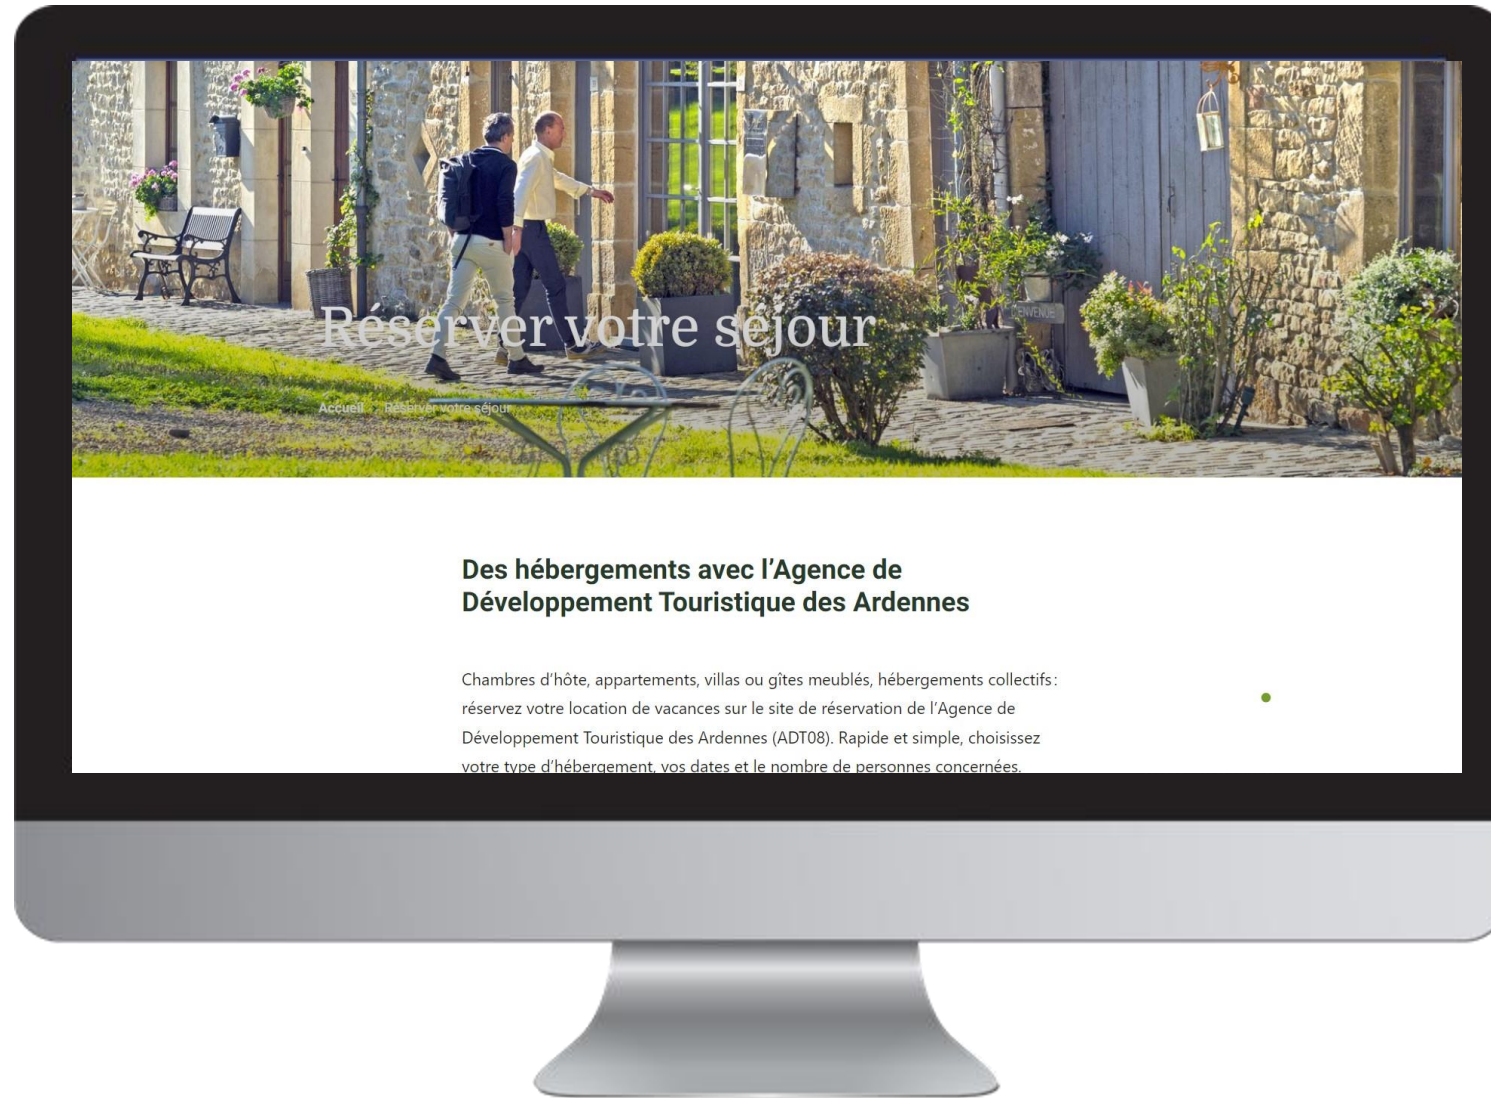 Réserver votre séjour
Accueil > Réserver votre séjour
BIENVENUE
Des hébergements avec l’Agence de
Développement Touristique des Ardennes
Chambres d’hôte, appartements, villas ou gîtes meublés, hébergements collectifs :
réservez votre location de vacances sur le site de réservation de l’Agence de
Développement Touristique des Ardennes (ADT08). Rapide et simple, choisissez
votre type d’hébergement, vos dates et le nombre de personnes concernées.